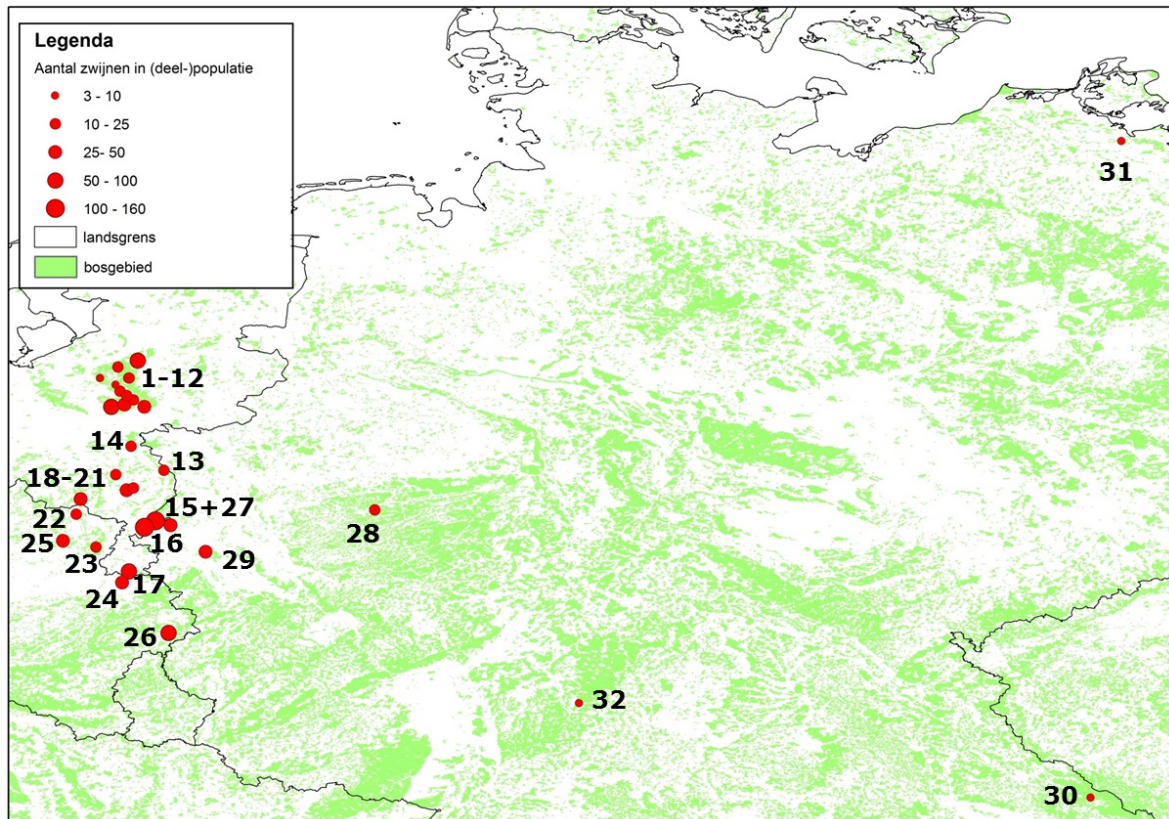 Legenda
Aantal zwijnen in (deel-)populatie
3 - 10
10 - 25
25- 50
50 - 100
100 - 160
landsgrens
bosgebied
31
1-12
14
13
18-21
15+27
22
28
16
25
23
29
17
24
26
32
30